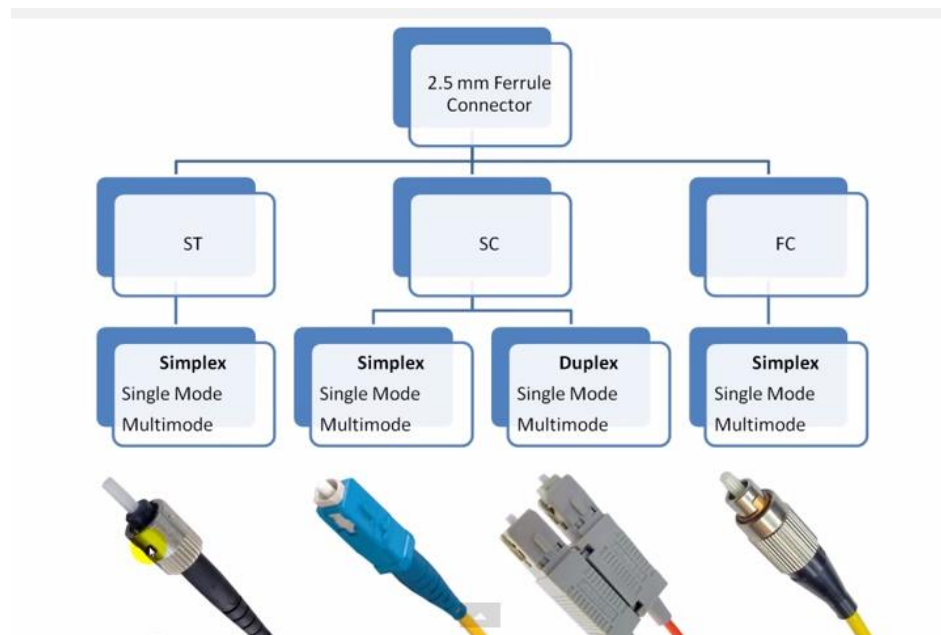 2.5 mm Ferrule
Connector
ST
SC
FC
Simplex
Single Mode
Multimode
Simplex
Single Mode
Multimode
Duplex
Single Mode
Multimode
Simplex
Single Mode
Multimode